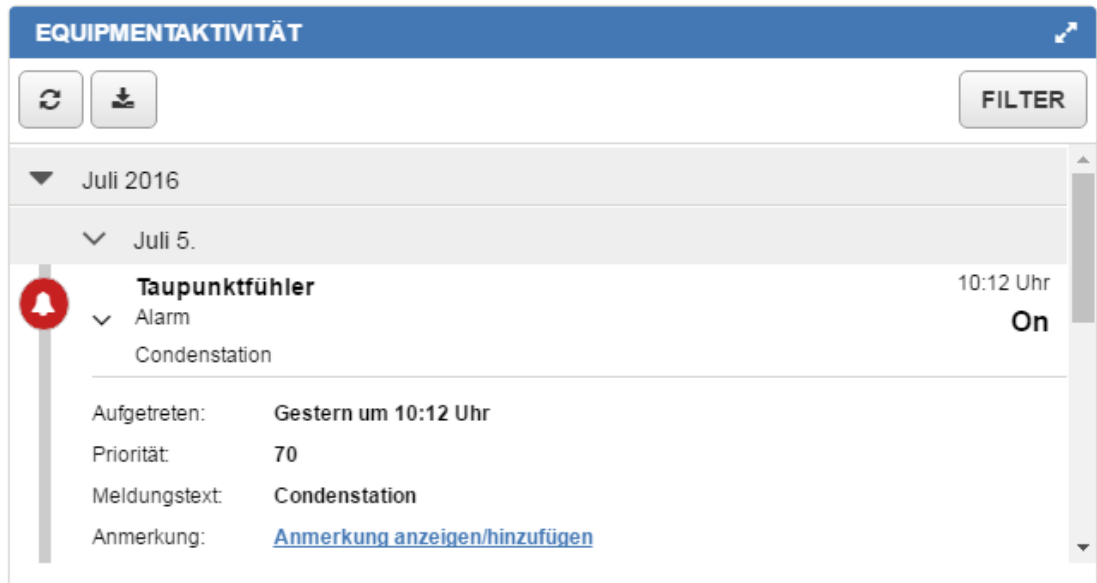 EQUIPMENTAKTIVITÄT
FILTER
Juli 2016
Juli 5.
Taupunktfühler
10:12 Uhr
Alarm
On
Condenstation
Aufgetreten: Gestern um 10:12 Uhr
Priorität: 70
Meldungstext: Condenstation
Anmerkung: Anmerkung anzeigen/hinzufügen